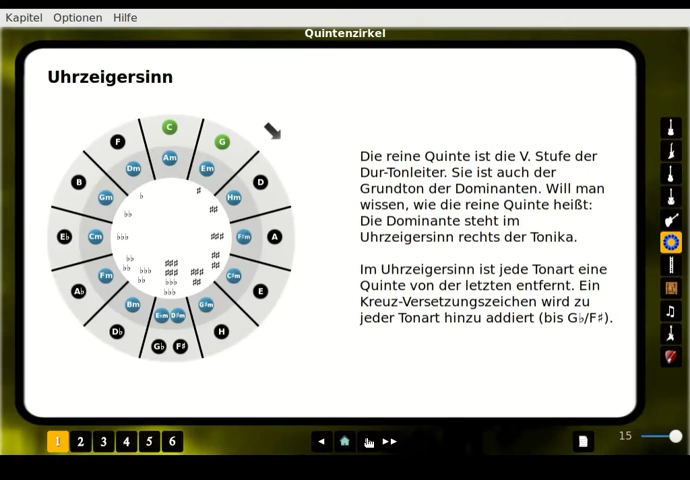 Kapitel Optionen Hilfe
Quintenzirkel
Uhrzeigersinn
C
F G
Am
Dm Em
B D
Gm Hm
Es Cm F♯m A
E♭
Fm C♯m
A♭ E
Bm G♯m
E♭m D♯m
D♭ H
G♭ F♯
Die reine Quinte ist die V. Stufe der
Dur-Tonleiter. Sie ist auch der
Grundton der Dominanten. Will man
wissen, wie die reine Quinte heißt:
Die Dominante steht im
Uhrzeigersinn rechts der Tonika.
Im Uhrzeigersinn ist jede Tonart eine
Quinte von der letzten entfernt. Ein
Kreuz-Versetzungszeichen wird zu
jeder Tonart hinzu addiert (bis G♭/F♯).
1 2 3 4 5 6
15